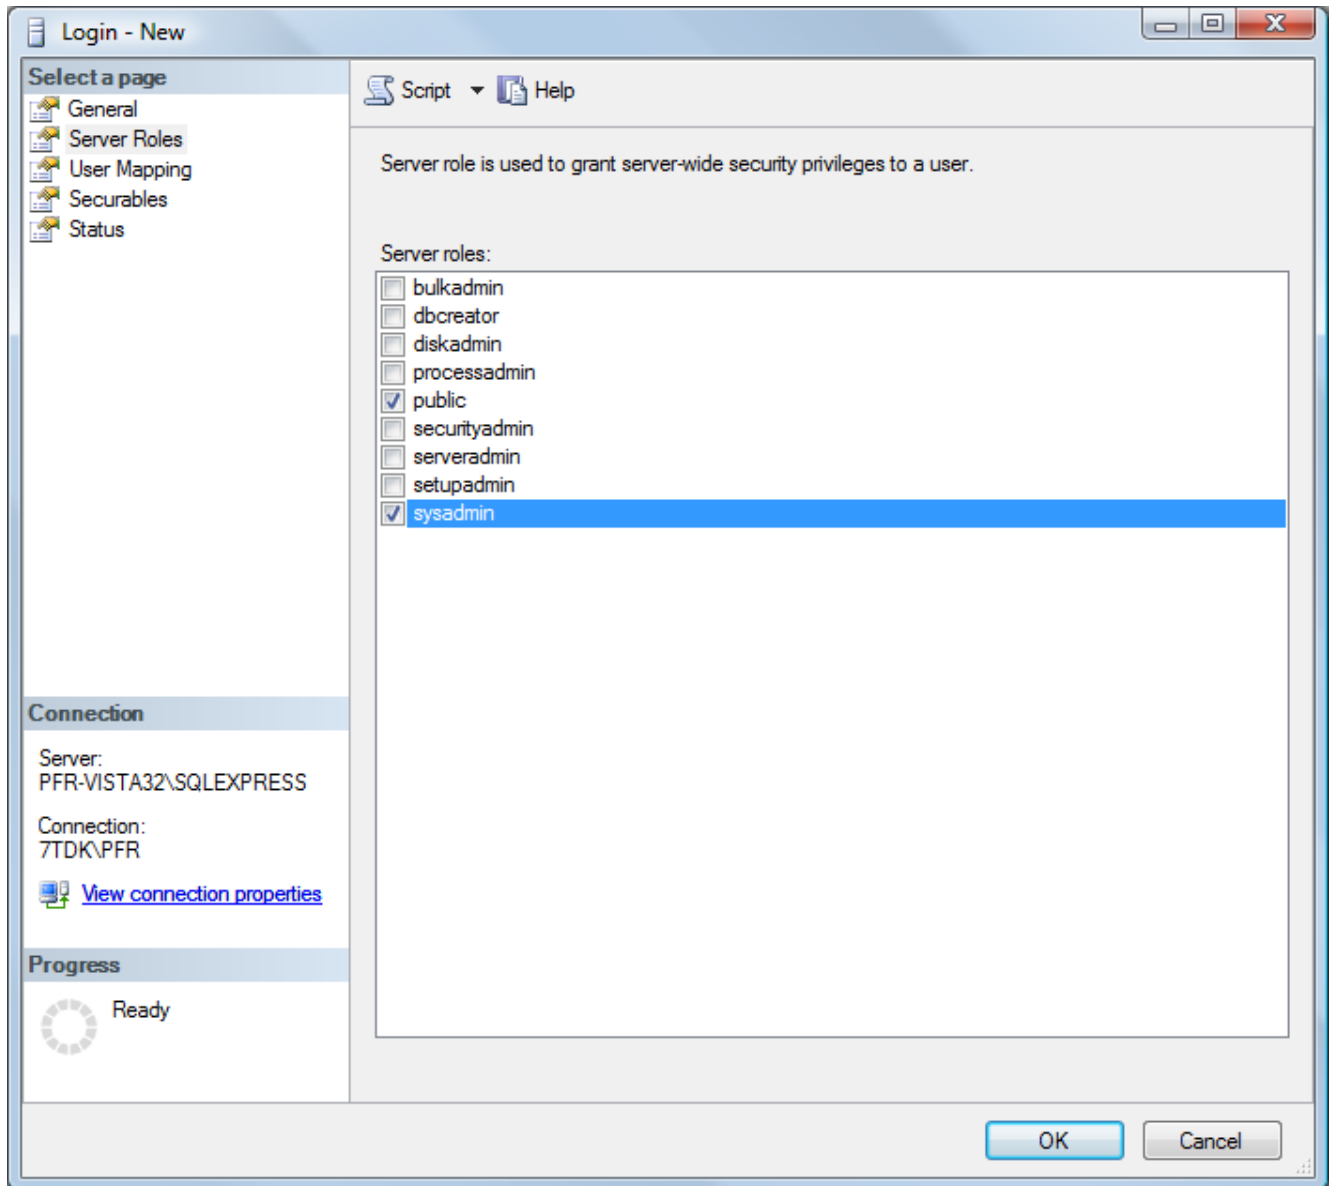 Login - New
Select a page
General
Server Roles
User Mapping
Securables
Status
Script
Help
Server role is used to grant server-wide security privileges to a user.
Server roles:
bulkadmin
dbcreator
diskadmin
processadmin
public
securityadmin
serveradmin
setupadmin
sysadmin
Connection
Server:
PFR-VISTA32\SQLEXPRESS
Connection:
7TDK\PFR
View connection properties
Progress
Ready
OK
Cancel